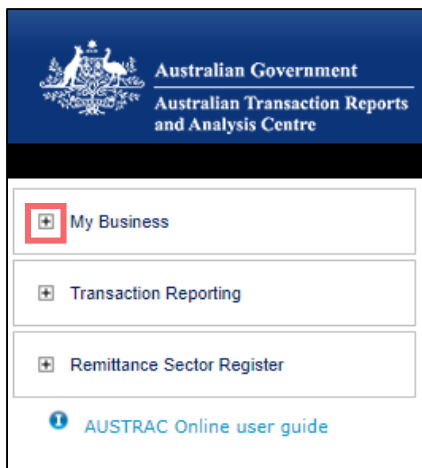 Australian Government
Australian Transaction Reports
and Analysis Centre
My Business
Transaction Reporting
Remittance Sector Register
AUSTRAC Online user guide